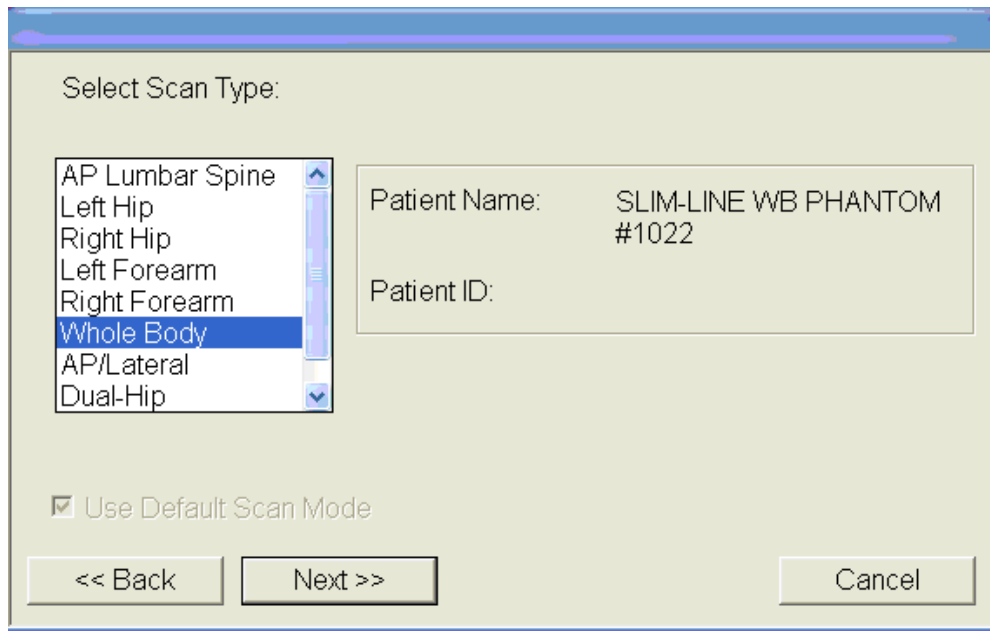 Select Scan Type:
AP Lumbar Spine
Left Hip
Right Hip
Left Forearm
Right Forearm
Whole Body
AP/Lateral
Dual-Hip
Patient Name: SLIM-LINE WB PHANTOM
#1022
Patient ID:
Use Default Scan Mode
<< Back
Next >>
Cancel